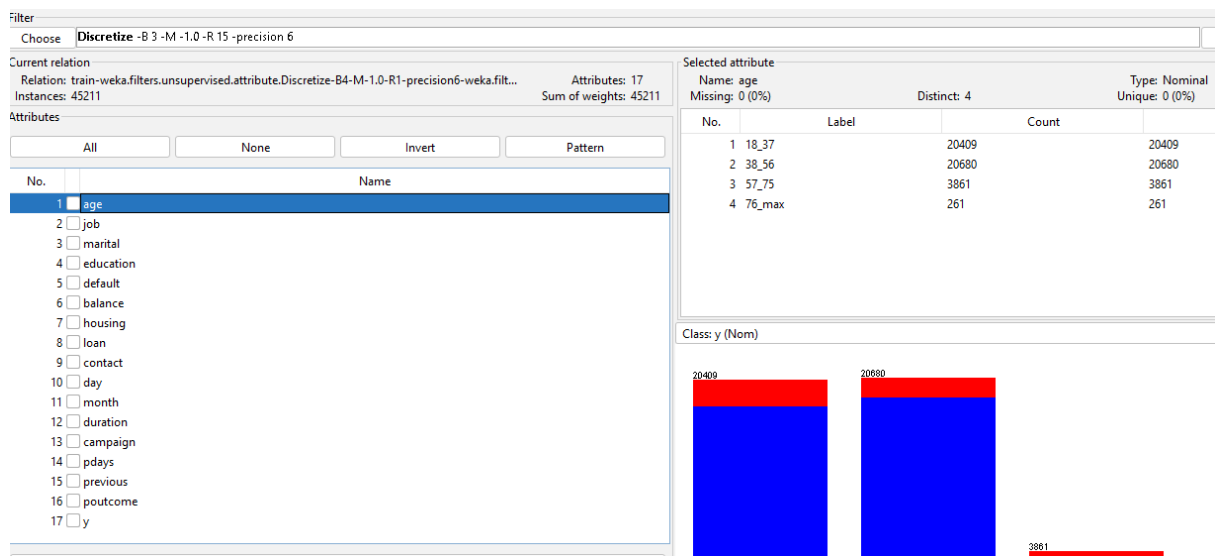 Filter
Choose Discretize -B 3 -M -1.0 -R 15 -precision 6
Current relation
Relation: train-weka.filters.unsupervised.attribute.Discretize-B4-M-1.0-R1-precision6-weka.filt... Attributes: 17
Instances: 45211 Sum of weights: 45211
Attributes
All None Invert Pattern
No. Name
1 age
2 job
3 marital
4 education
5 default
6 balance
7 housing
8 loan
9 contact
10 day
11 month
12 duration
13 campaign
14 pdays
15 previous
16 poutcome
17 y
Selected attribute
Name: age Type: Nominal
Missing: 0 (0%) Distinct: 4 Unique: 0 (0%)
No. Label Count
1 18_37 20409 20409
2 38_56 20680 20680
3 57_75 3861 3861
4 76_max 261 261
Class: y (Nom)
20409 20680
3861